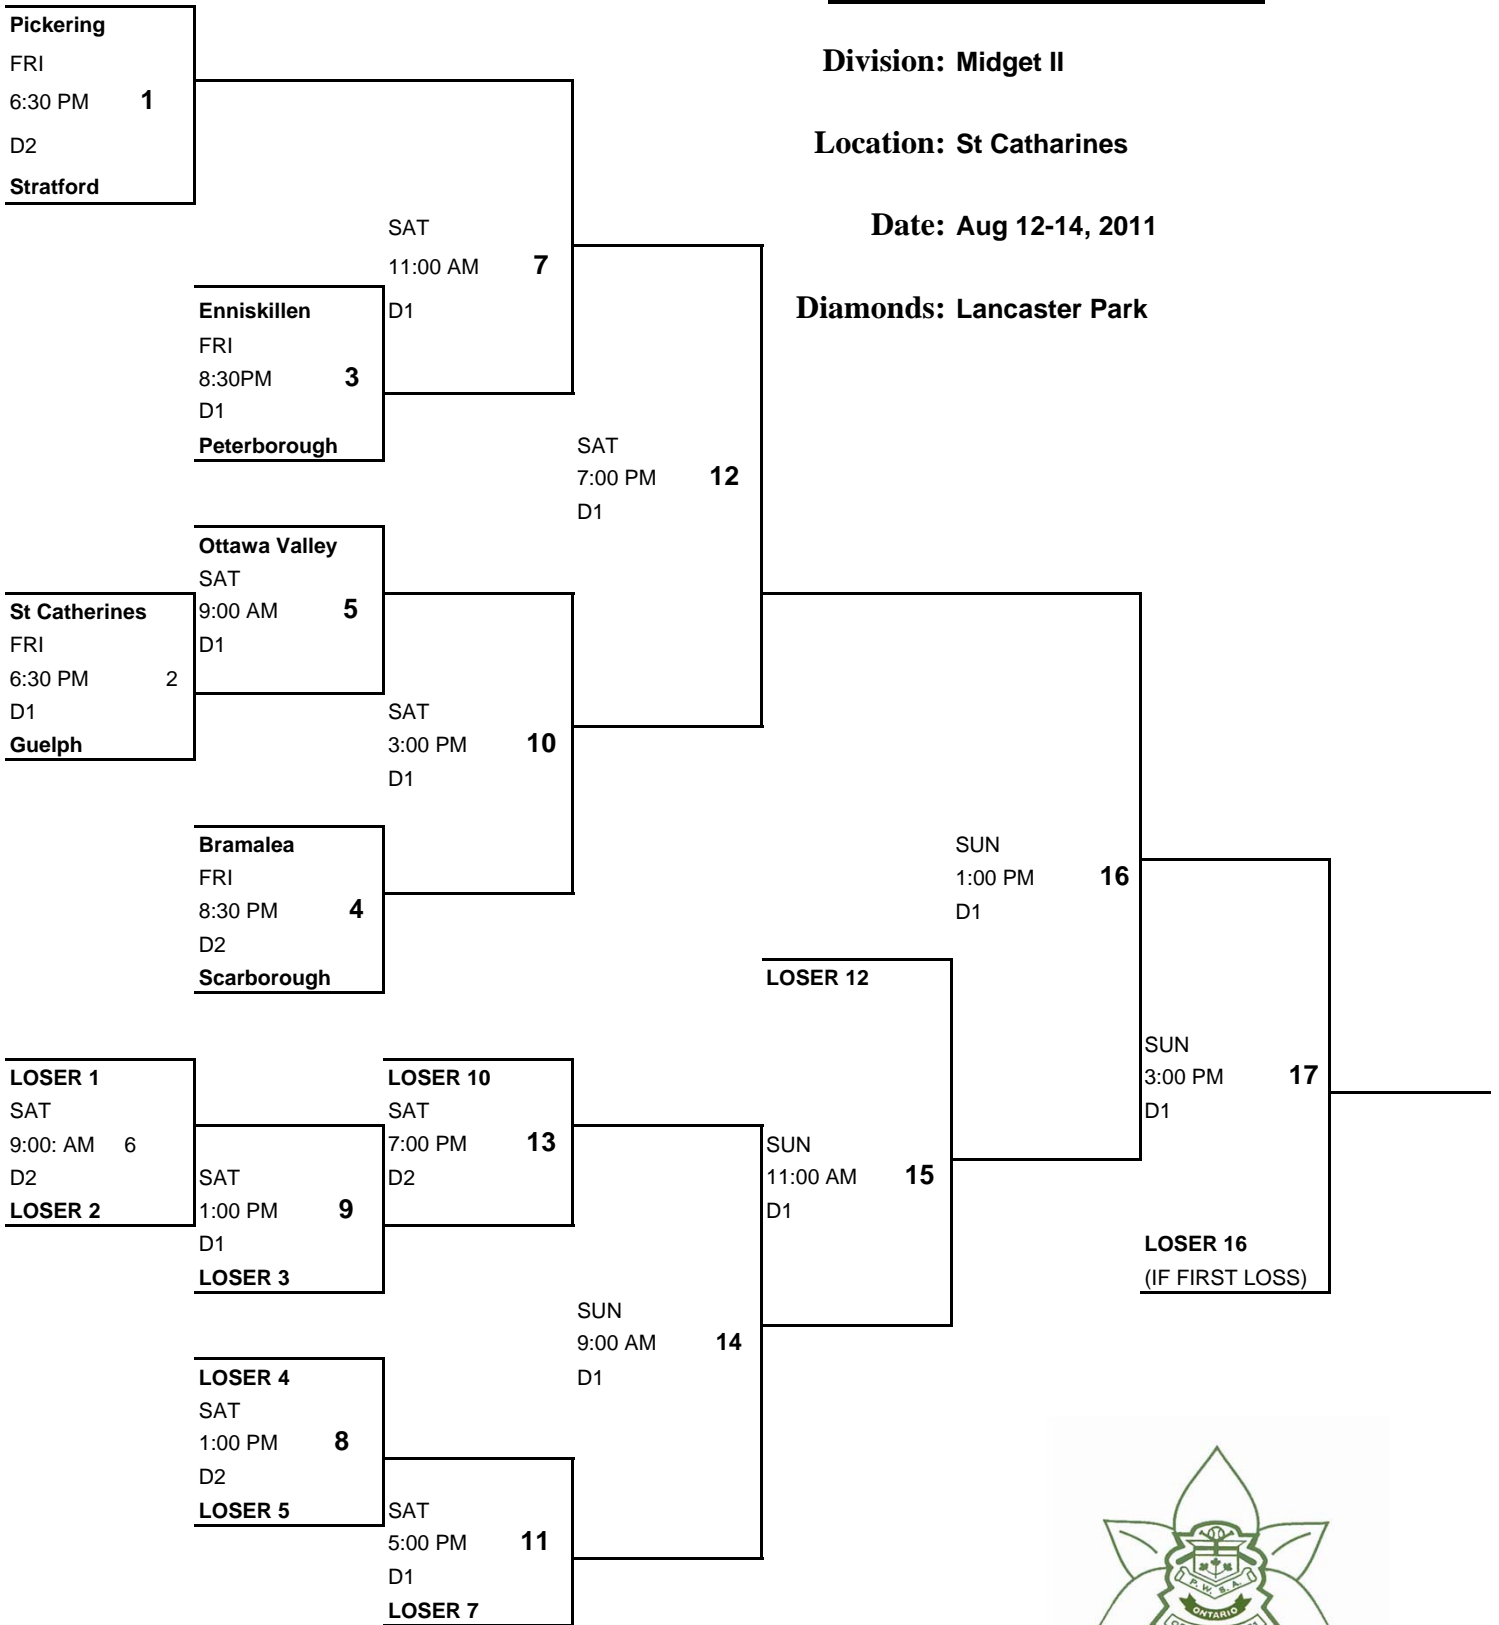 Division: Midget II
Location: St Catharines
Date: Aug 12-14, 2011
Diamonds: Lancaster Park
Pickering
FRI
6:30 PM 1
D2
Stratford
SAT
11:00 AM 7
D1
Enniskillen
FRI
8:30PM 3
D1
Peterborough
SAT
7:00 PM 12
D1
Ottawa Valley
SAT
9:00 AM 5
D1
St Catherines
FRI
6:30 PM 2
D1
Guelph
SAT
3:00 PM 10
D1
Bramalea
FRI
8:30 PM 4
D2
Scarborough
SUN
1:00 PM 16
D1
LOSER 12
SUN
11:00 AM 15
D1
SUN
3:00 PM 17
D1
LOSER 16
(IF FIRST LOSS)
LOSER 1
SAT
9:00: AM 6
D2
LOSER 2
SAT
1:00 PM 9
D1
LOSER 3
LOSER 10
SAT
7:00 PM 13
D2
SUN
9:00 AM 14
D1
LOSER 4
SAT
1:00 PM 8
D2
LOSER 5
SAT
5:00 PM 11
D1
LOSER 7
P. W. S. A.
ONTARIO